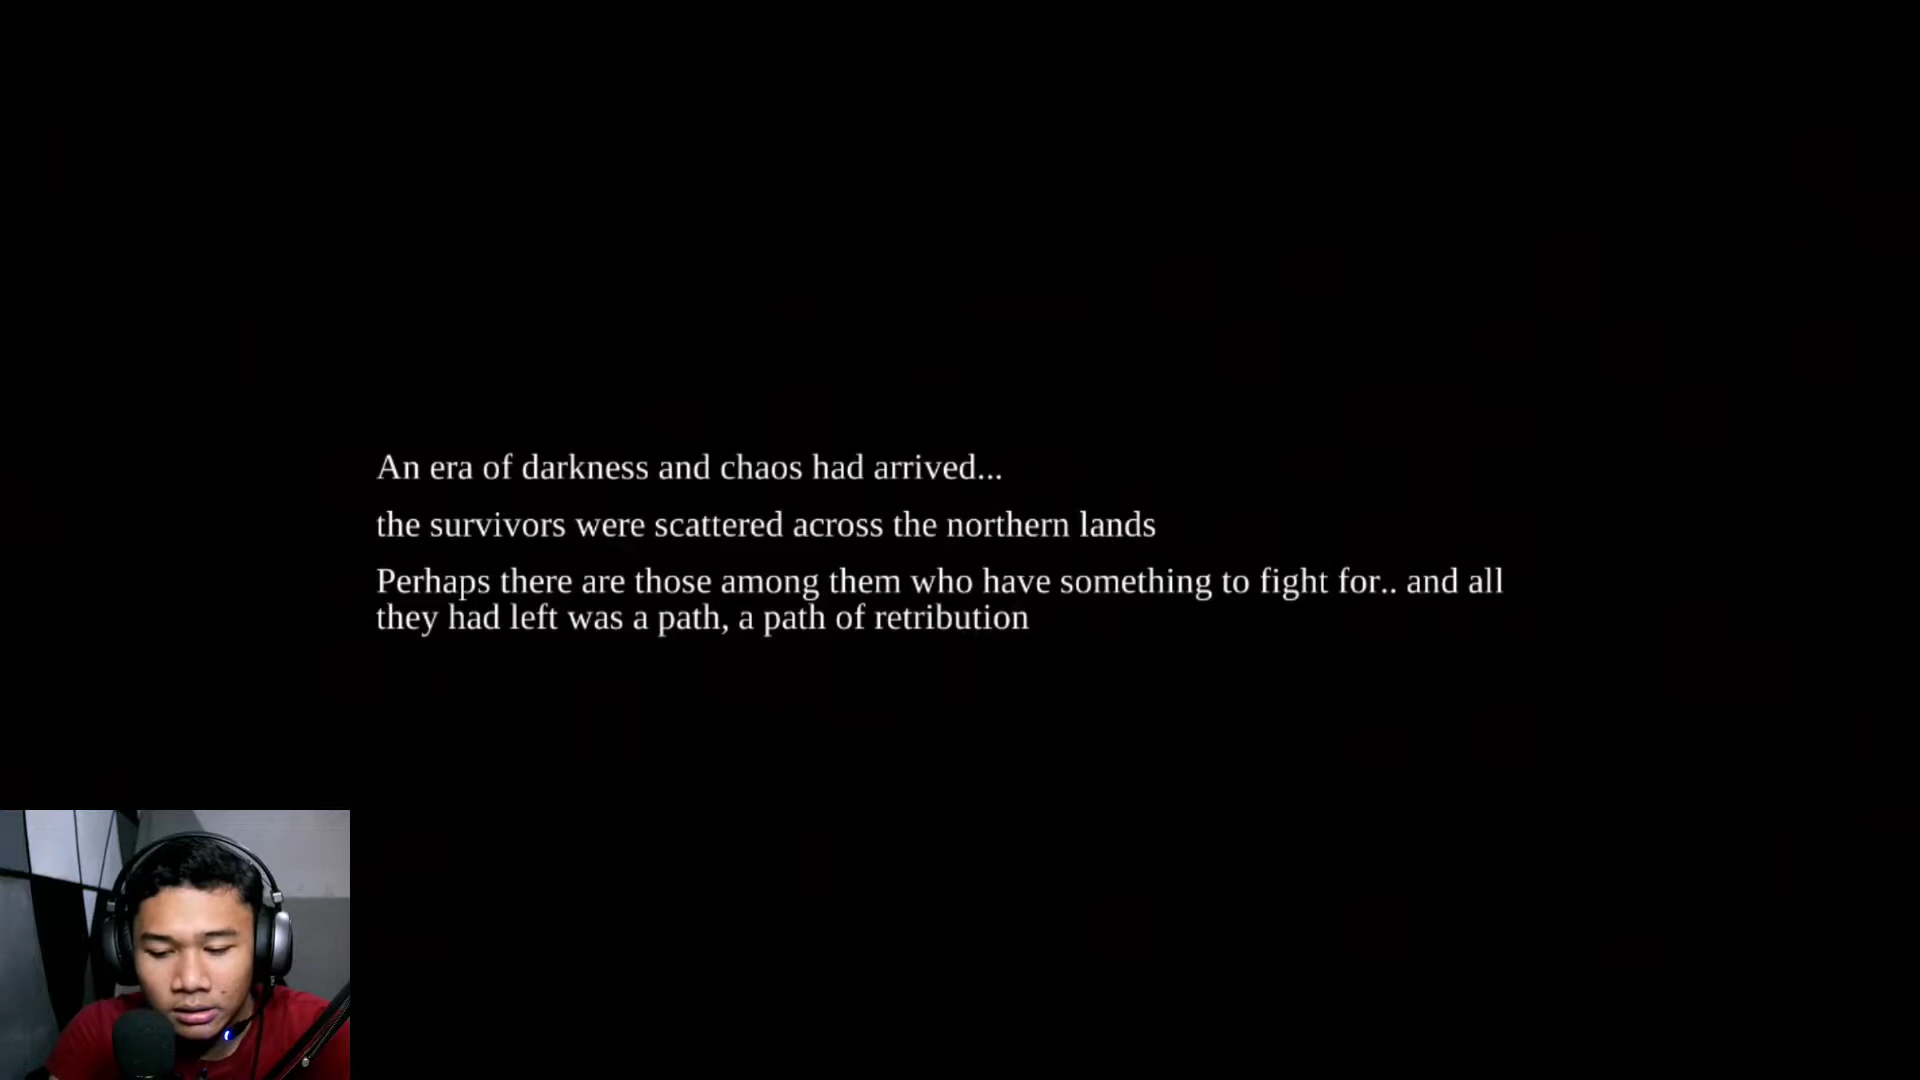 An era of darkness and chaos had arrived...
the survivors were scattered across the northern lands
Perhaps there are those among them who have something to fight for.. and all
they had left was a path, a path of retribution